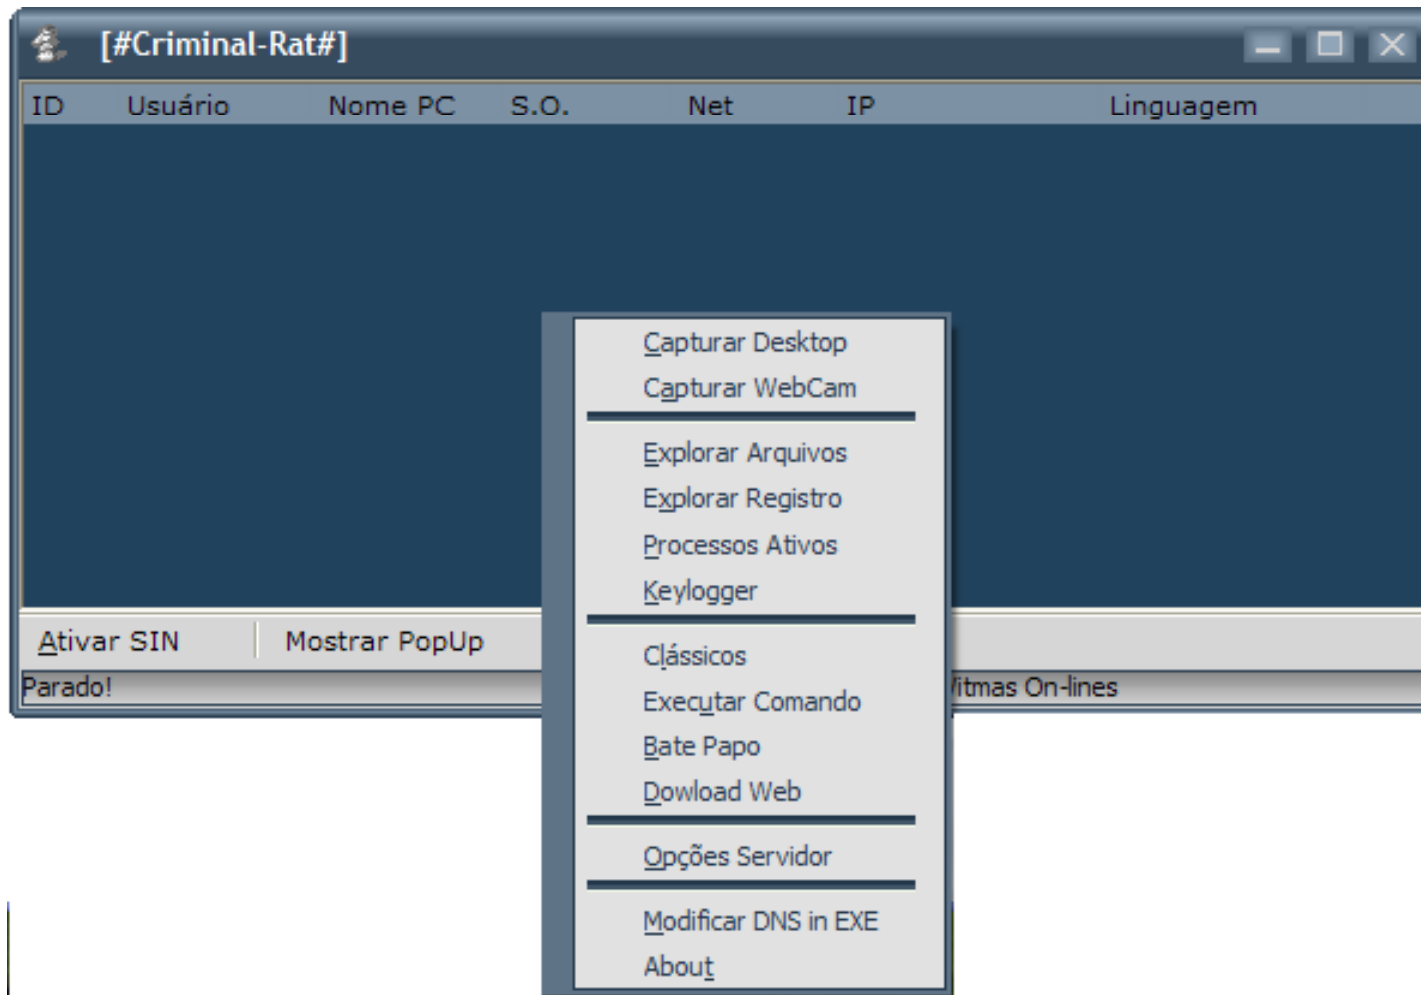 [#Criminal-Rat#]
ID Usuário Nome PC S.O. Net IP Linguagem
Capturar Desktop
Capturar WebCam
Explorar Arquivos
Explorar Registro
Processos Ativos
Keylogger
Clássicos
Executar Comando
Bate Papo
Dowload Web
Opções Servidor
Modificar DNS in EXE
About
Ativar SIN Mostrar PopUp
Parado! On-lines